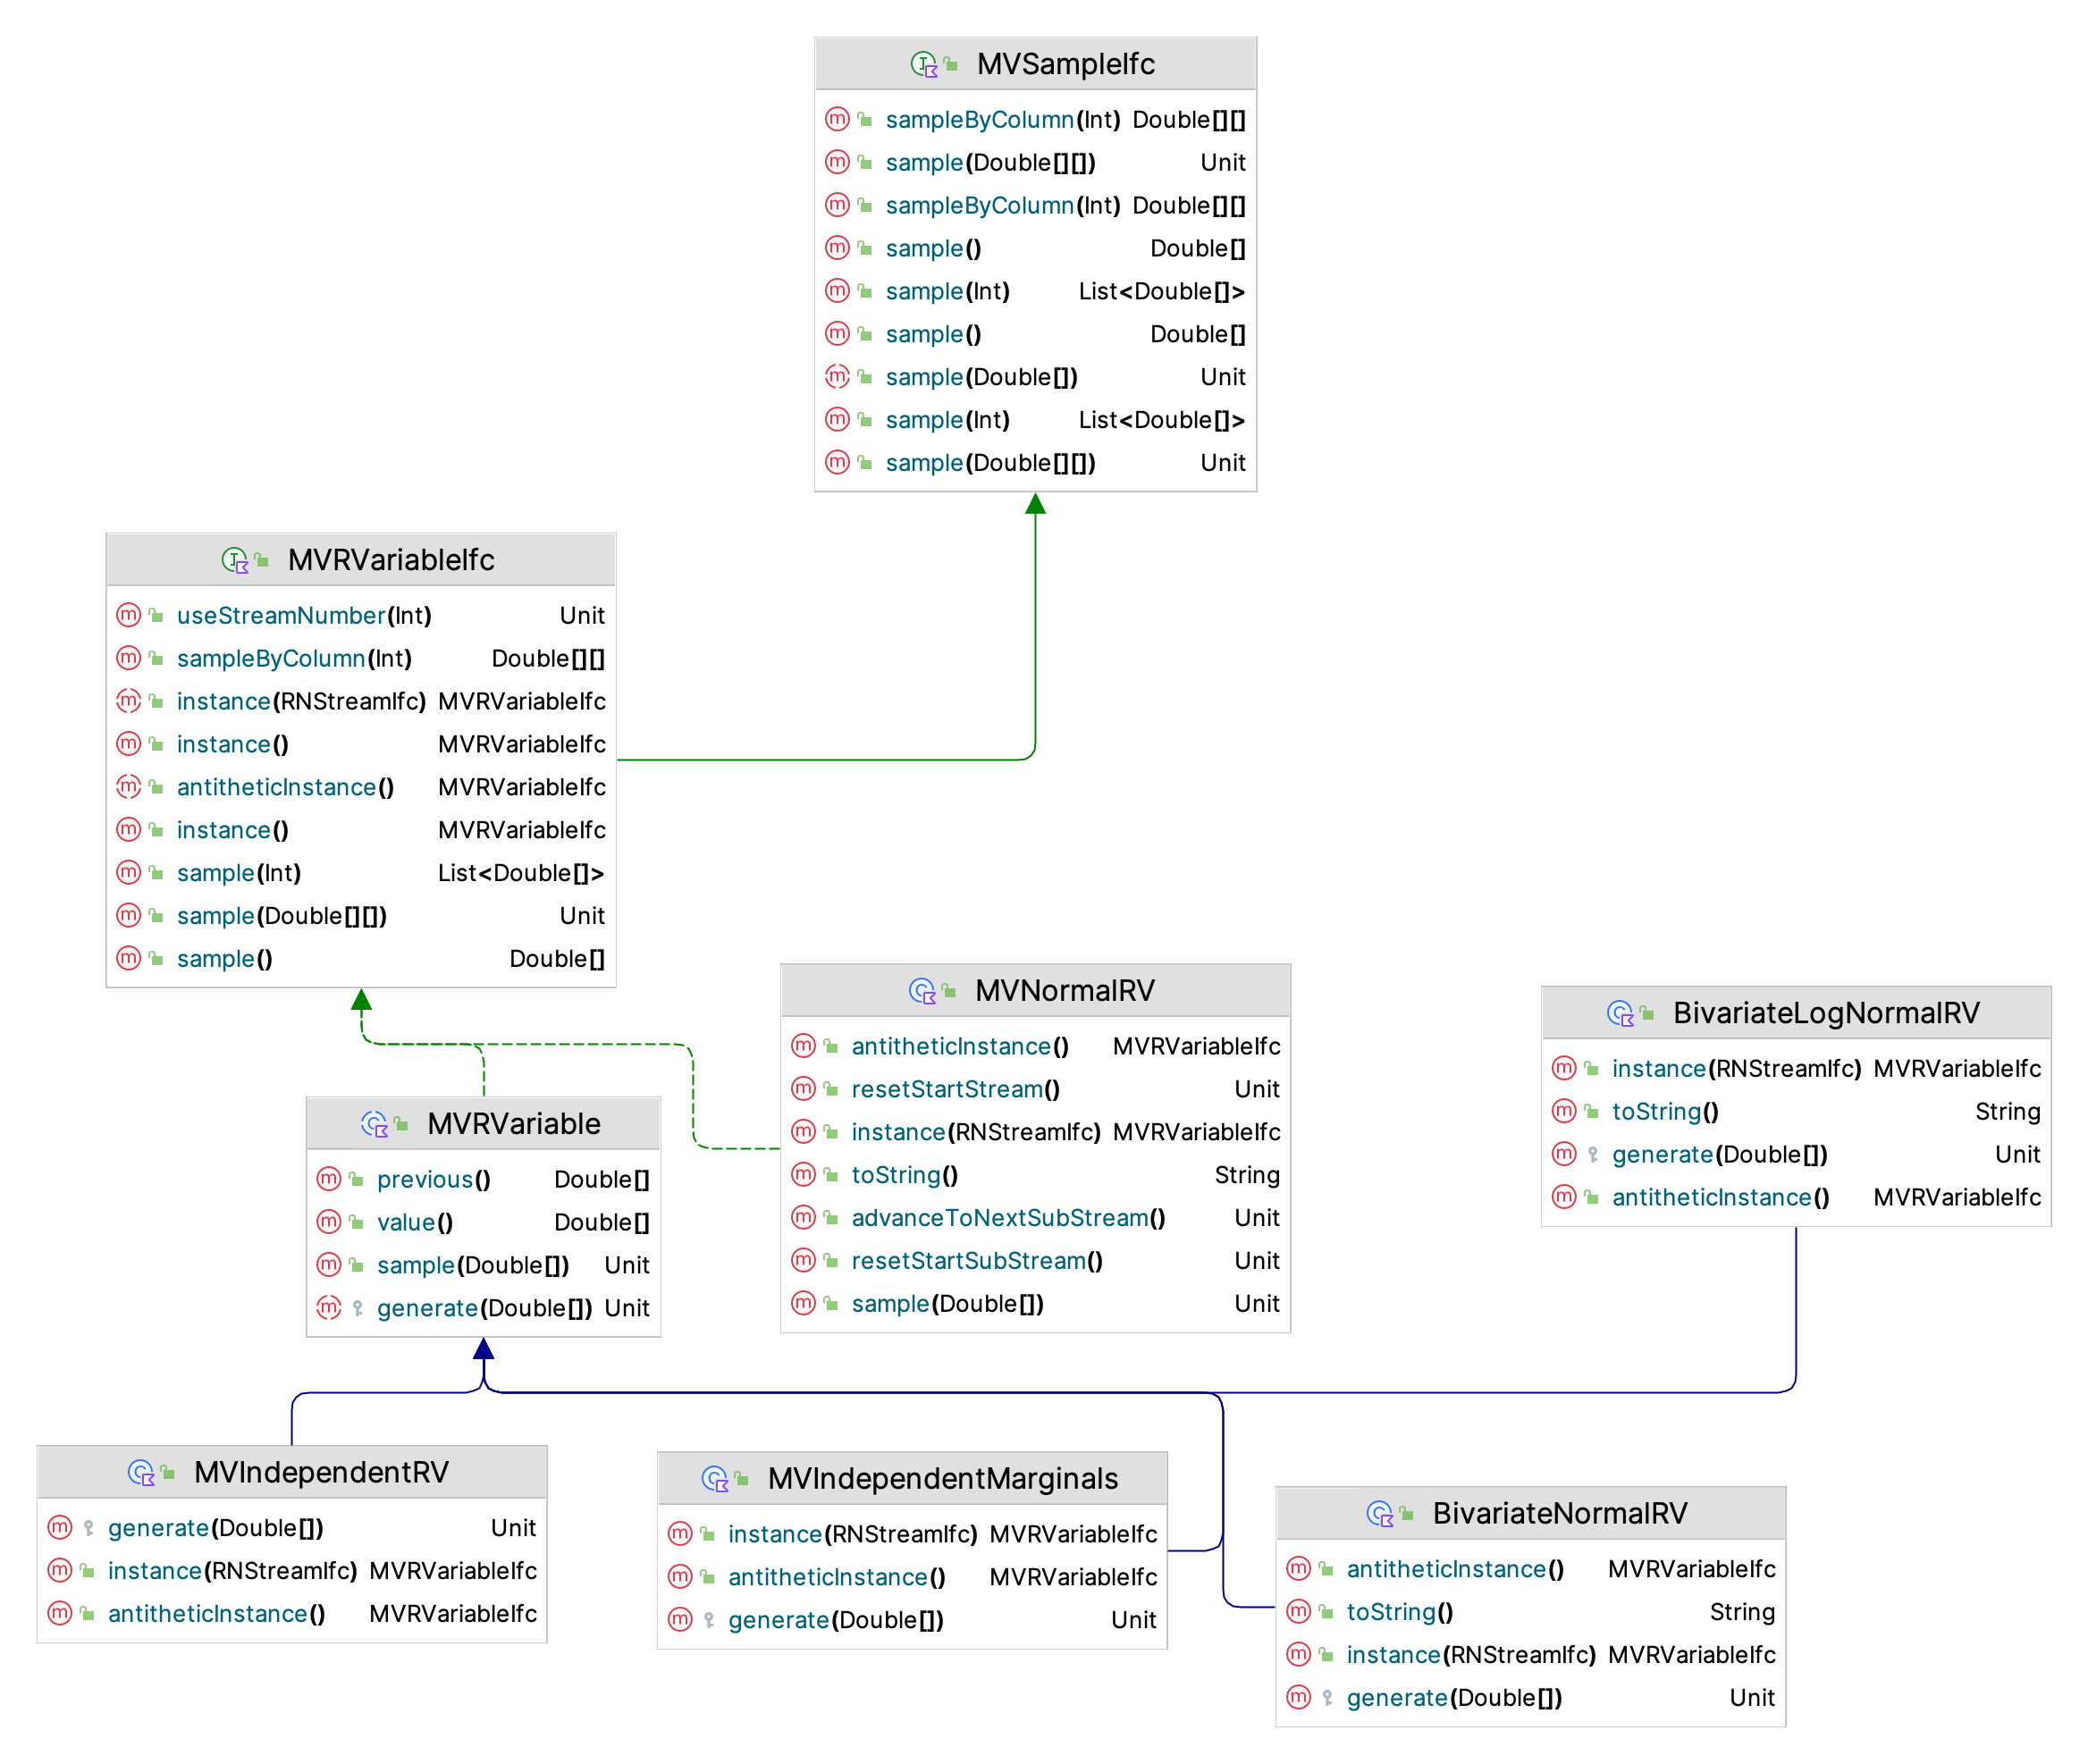 MVSampleIfc
sampleByColumn(Int) Double[][]
sample(Double[][]) Unit
sampleByColumn(Int) Double[][]
sample() Double[]
sample(Int) List<Double[]>
sample() Double[]
sample(Double[]) Unit
sample(Int) List<Double[]>
sample(Double[][]) Unit
MVRVariableIfc
useStreamNumber(Int) Unit
sampleByColumn(Int) Double[][]
instance(RNStreamIfc) MVRVariableIfc
instance() MVRVariableIfc
antitheticInstance() MVRVariableIfc
instance() MVRVariableIfc
sample(Int) List<Double[]>
sample(Double[][]) Unit
sample() Double[]
MVNormalRV
antitheticInstance() MVRVariableIfc
resetStartStream() Unit
instance(RNStreamIfc) MVRVariableIfc
toString() String
advanceToNextSubStream() Unit
resetStartSubStream() Unit
sample(Double[]) Unit
BivariateLogNormalRV
instance(RNStreamIfc) MVRVariableIfc
toString() String
generate(Double[]) Unit
antitheticInstance() MVRVariableIfc
MVRVariable
previous() Double[]
value() Double[]
sample(Double[]) Unit
generate(Double[]) Unit
MVIndependentRV
generate(Double[]) Unit
instance(RNStreamIfc) MVRVariableIfc
antitheticInstance() MVRVariableIfc
MVIndependentMarginals
instance(RNStreamIfc) MVRVariableIfc
antitheticInstance() MVRVariableIfc
generate(Double[]) Unit
BivariateNormalRV
antitheticInstance() MVRVariableIfc
toString() String
instance(RNStreamIfc) MVRVariableIfc
generate(Double[]) Unit